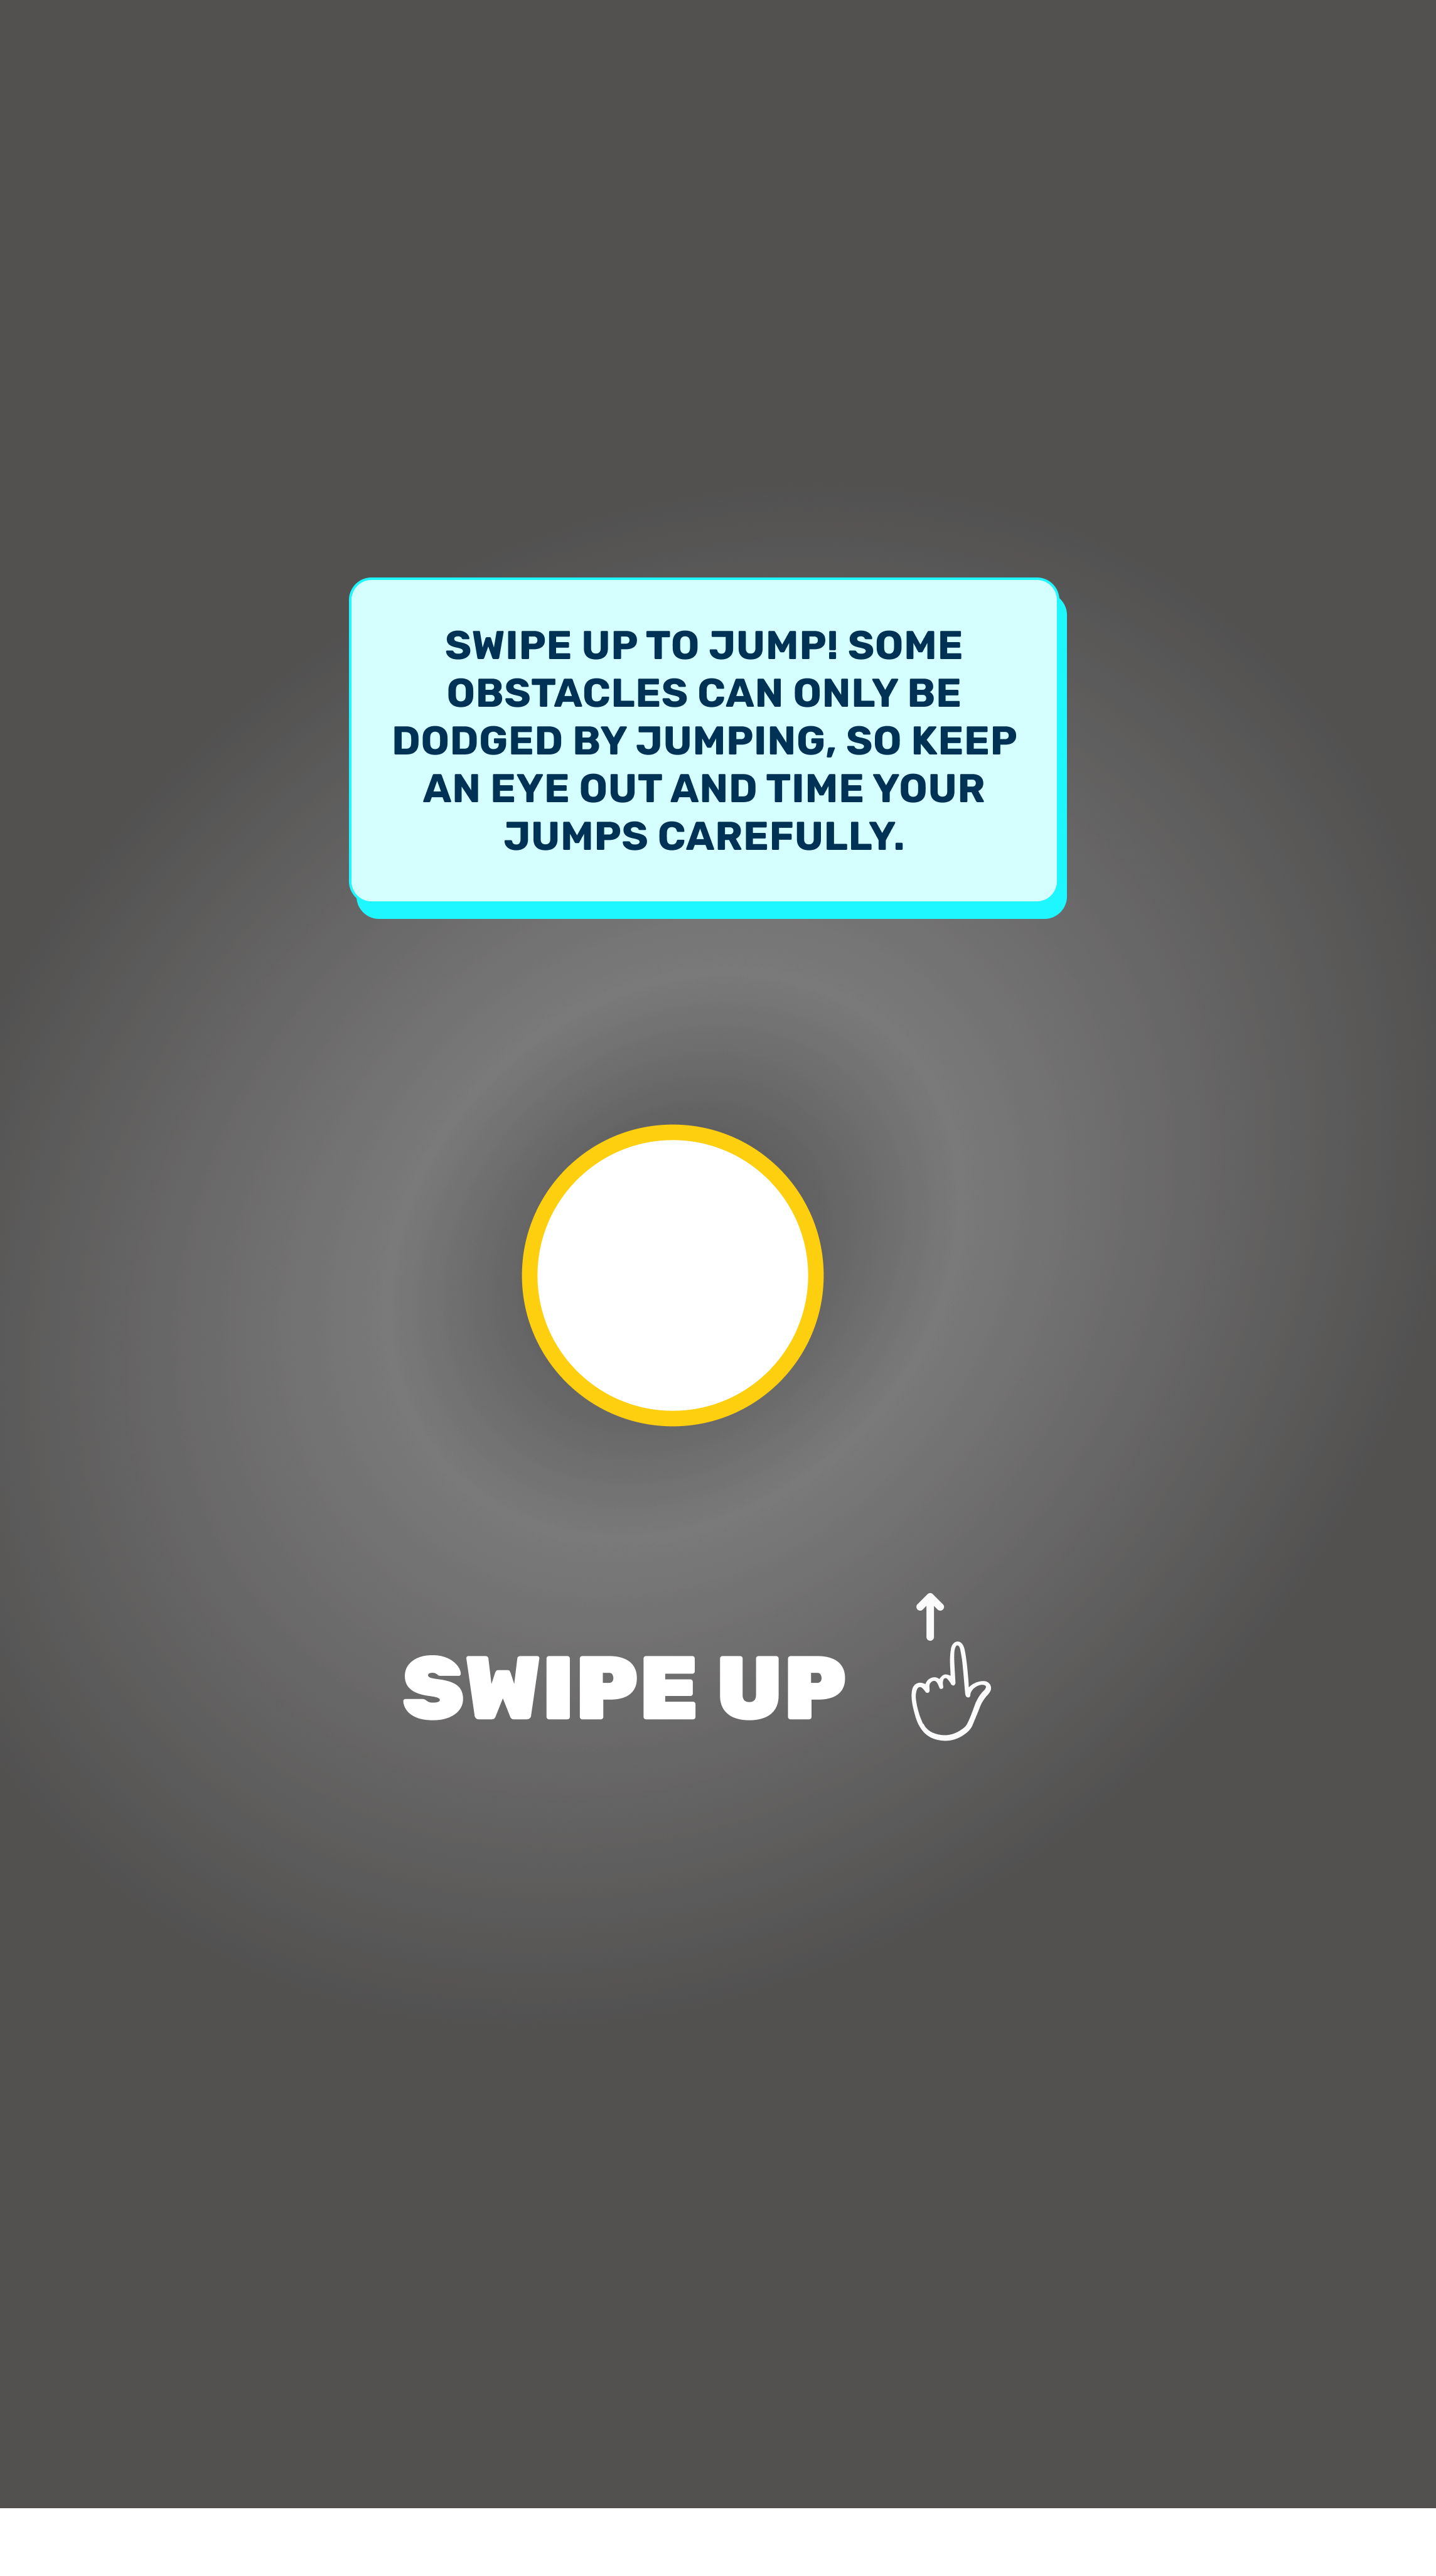 SWIPE UP TO JUMP! SOME
OBSTACLES CAN ONLY BE
DODGED BY JUMPING, SO KEEP
AN EYE OUT AND TIME YOUR
JUMPS CAREFULLY.
SWIPE UP